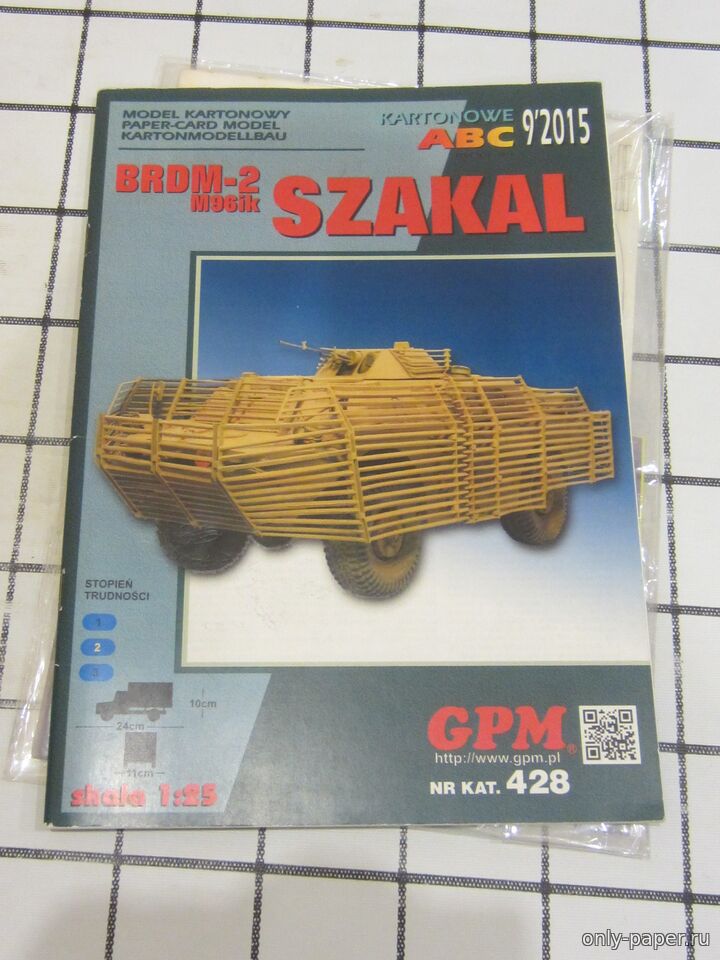 MODEL KARTONOWY
PAPER-CARD MODEL
KARTONMODELLBAU
KARTONOWE
ABC 9'2015
BRDM-2
M96ik
SZAKAL
STOPIEŃ
TRUDNOŚCI
1
2
3
10cm
24cm
11cm
skala 1:25
GPM®
http://www.gpm.pl
NR KAT. 428
only-paper.ru